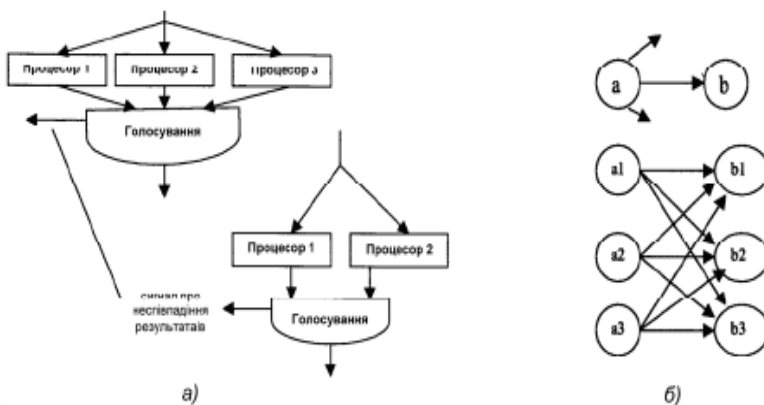 Процесор 1
Процесор 2
Процесор 3
Голосування
Процесор 1
Процесор 2
сигнал про
неспівпадіння
результатаів
Голосування
а)
a
b
a1
b1
a2
b2
a3
b3
б)